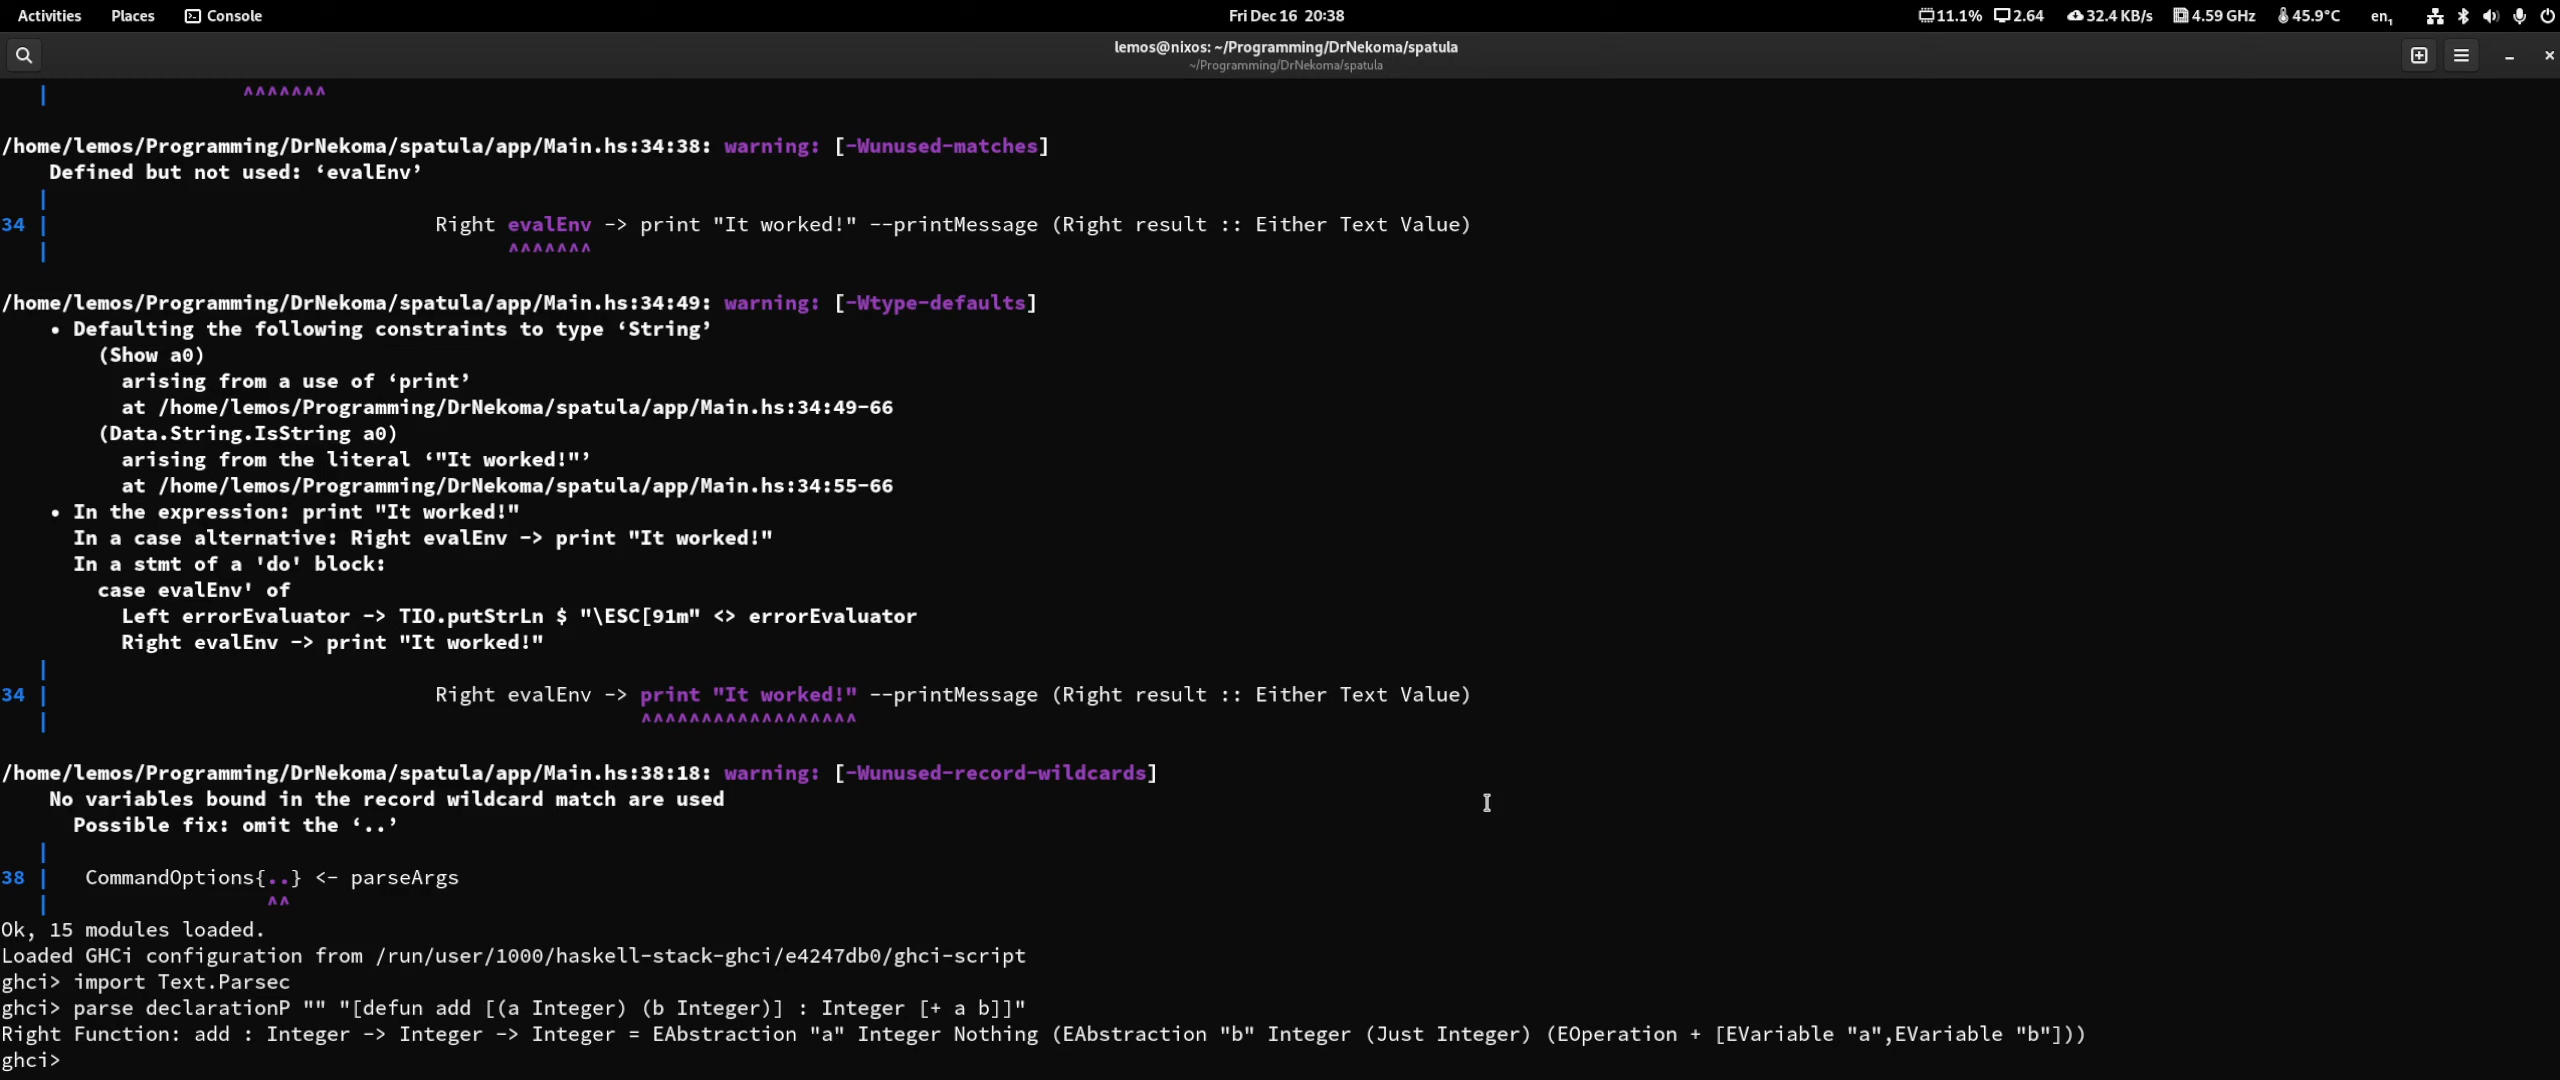 Activities Places Console Fri Dec 16 20:38 11.1% 2.64 32.4 KB/s 4.59 GHz 45.9°C en₁
lemos@nixos: ~/Programming/DrNekoma/spatula
~/Programming/DrNekoma/spatula
| ^^^^^^^
/home/lemos/Programming/DrNekoma/spatula/app/Main.hs:34:38: warning: [-Wunused-matches]
Defined but not used: ‘evalEnv’
|
34 | Right evalEnv -> print "It worked!" --printMessage (Right result :: Either Text Value)
| ^^^^^^^
/home/lemos/Programming/DrNekoma/spatula/app/Main.hs:34:49: warning: [-Wtype-defaults]
• Defaulting the following constraints to type ‘String’
(Show a0)
arising from a use of ‘print’
at /home/lemos/Programming/DrNekoma/spatula/app/Main.hs:34:49-66
(Data.String.IsString a0)
arising from the literal ‘"It worked!"’
at /home/lemos/Programming/DrNekoma/spatula/app/Main.hs:34:55-66
• In the expression: print "It worked!"
In a case alternative: Right evalEnv -> print "It worked!"
In a stmt of a 'do' block:
case evalEnv' of
Left errorEvaluator -> TIO.putStrLn $ "\ESC[91m" <> errorEvaluator
Right evalEnv -> print "It worked!"
|
34 | Right evalEnv -> print "It worked!" --printMessage (Right result :: Either Text Value)
| ^^^^^^^^^^^^^^^^^^
/home/lemos/Programming/DrNekoma/spatula/app/Main.hs:38:18: warning: [-Wunused-record-wildcards]
No variables bound in the record wildcard match are used
Possible fix: omit the ‘..’
|
38 | CommandOptions{..} <- parseArgs
| ^^
Ok, 15 modules loaded.
Loaded GHCi configuration from /run/user/1000/haskell-stack-ghci/e4247db0/ghci-script
ghci> import Text.Parsec
ghci> parse declarationP "" "[defun add [(a Integer) (b Integer)] : Integer [+ a b]]"
Right Function: add : Integer -> Integer -> Integer = EAbstraction "a" Integer Nothing (EAbstraction "b" Integer (Just Integer) (EOperation + [EVariable "a",EVariable "b"]))
ghci>